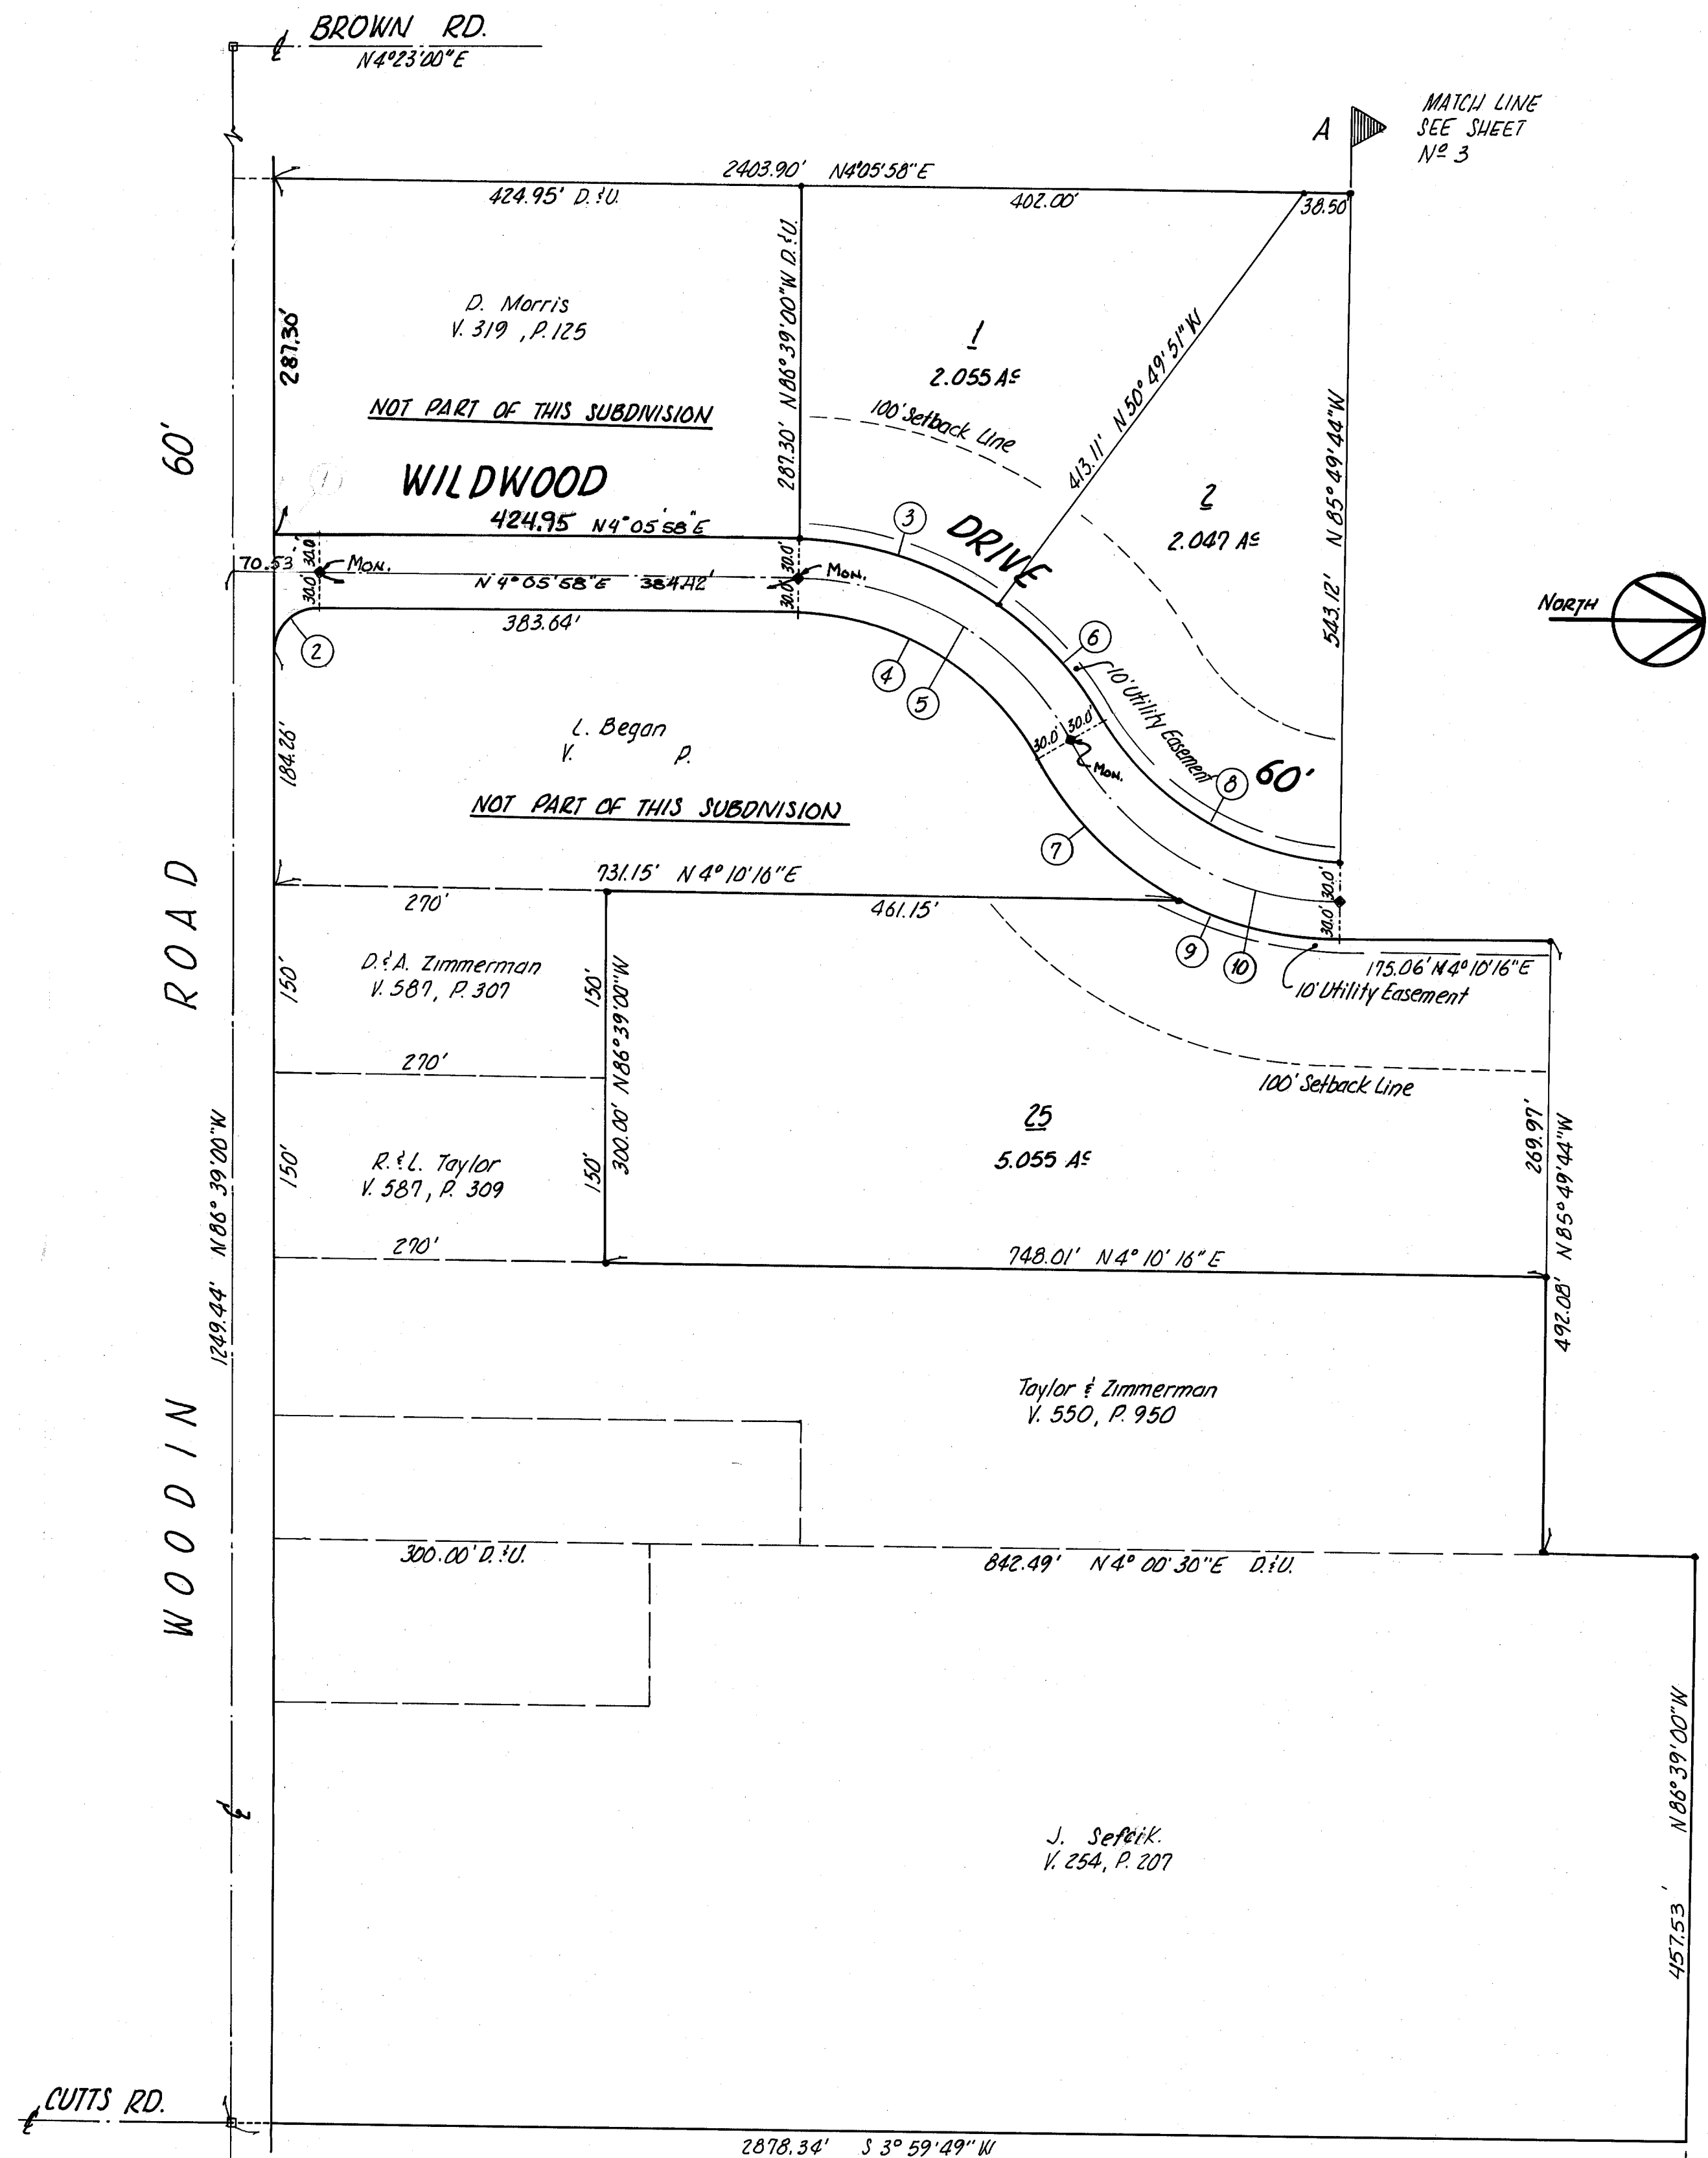 BROWN RD.
N4°23'00"E
A
MATCH LINE
SEE SHEET
Nº 3
2403.90' N4°05'58"E
424.95' D.&U.
402.00'
38.50'
287.30'
D. Morris
V. 319 , P. 125
NOT PART OF THIS SUBDIVISION
287.30' N86°39'00"W D.&U.
1
2.055 Ac
100' Setback Line
413.11' N50°49'51"W
2
2.047 Ac
543.12' N85°49'44"W
60'
1
WILDWOOD
DRIVE
424.95 N4°05'58"E
3
NORTH
70.53'
30.0'
30.0'
Mon.
N4°05'58"E 384.42'
30.0'
30.0'
Mon.
383.64'
2
4
5
6
10' Utility Easement
30.0'
30.0'
Mon.
8
60'
184.26'
L. Began
V. P.
NOT PART OF THIS SUBDIVISION
7
731.15' N4°10'16"E
270'
461.15'
30.0'
30.0'
9
10
175.06' N4°10'16"E
10' Utility Easement
ROAD
150'
D.&A. Zimmerman
V. 587, P. 307
150'
300.00' N86°39'00"W
270'
100' Setback Line
25
5.055 Ac
269.97'
N85°49'44"W
492.08'
1249.44' N86°39'00"W
150'
R.&L. Taylor
V. 587, P. 309
150'
270'
748.01' N4°10'16"E
Taylor & Zimmerman
V. 550, P. 950
WOODIN
300.00' D.&U.
842.49' N4°00'30"E D.&U.
N86°39'00"W
457.53'
J. Sefcik.
V. 254, P. 207
CUTTS RD.
2878.34' S3°59'49"W